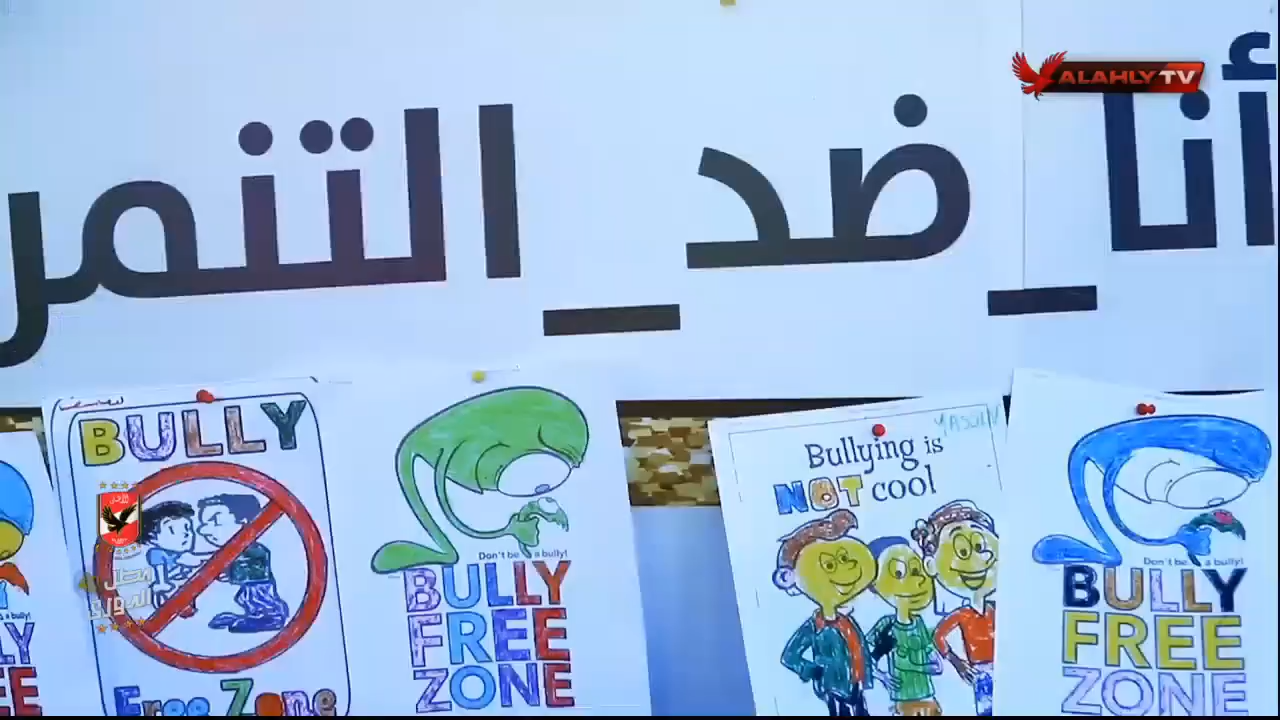 ALAHLY TV
أنا_ضد_التنمر
BULLY
Free Zone
Don't be a bully!
BULLY
FREE
ZONE
Bullying is
NOT cool
Don't be a bully!
BULLY
FREE
ZONE